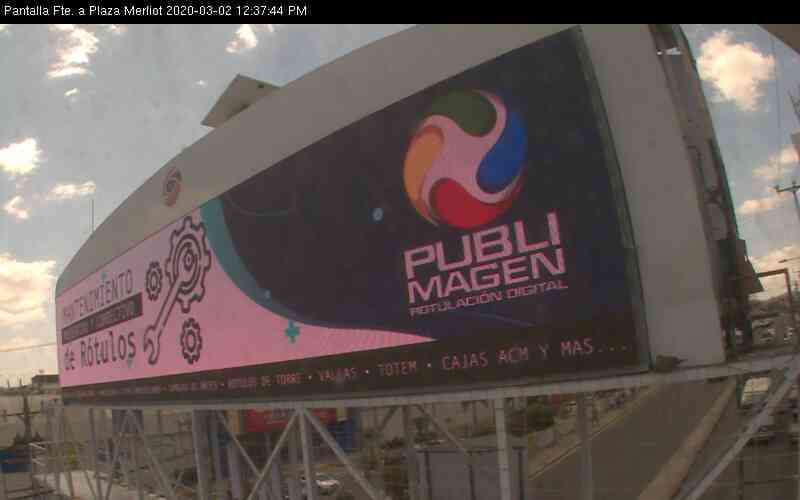 Pantalla Fte. a Plaza Merliot 2020-03-02 12:37:44 PM
PUBLI
MAGEN
ROTULACIÓN DIGITAL
MANTENIMIENTO
de Rótulos
ROTULOS DE TORRE • VALLAS • TOTEM • CAJAS ACM Y MAS...